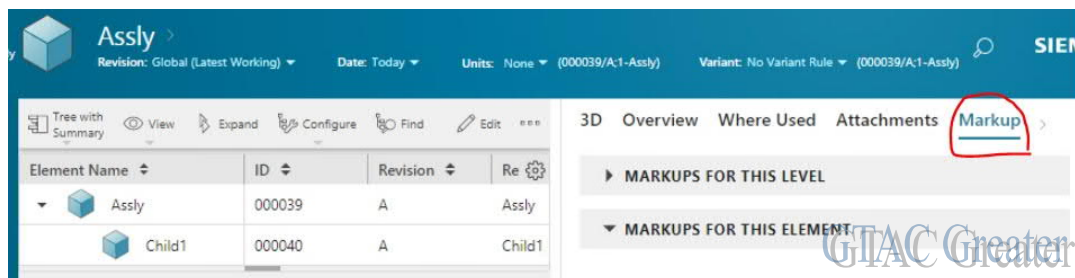 Assly
Revision: Global (Latest Working) Date: Today Units: None (000039/A;1-Assly) Variant: No Variant Rule (000039/A;1-Assly)
SIEM
Tree with Summary View Expand Configure Find Edit
3D Overview Where Used Attachments Markup
Element Name ID Revision Re
MARKUPS FOR THIS LEVEL
Assly 000039 A Assly
MARKUPS FOR THIS ELEMENT
Child1 000040 A Child1
GTAC Greater